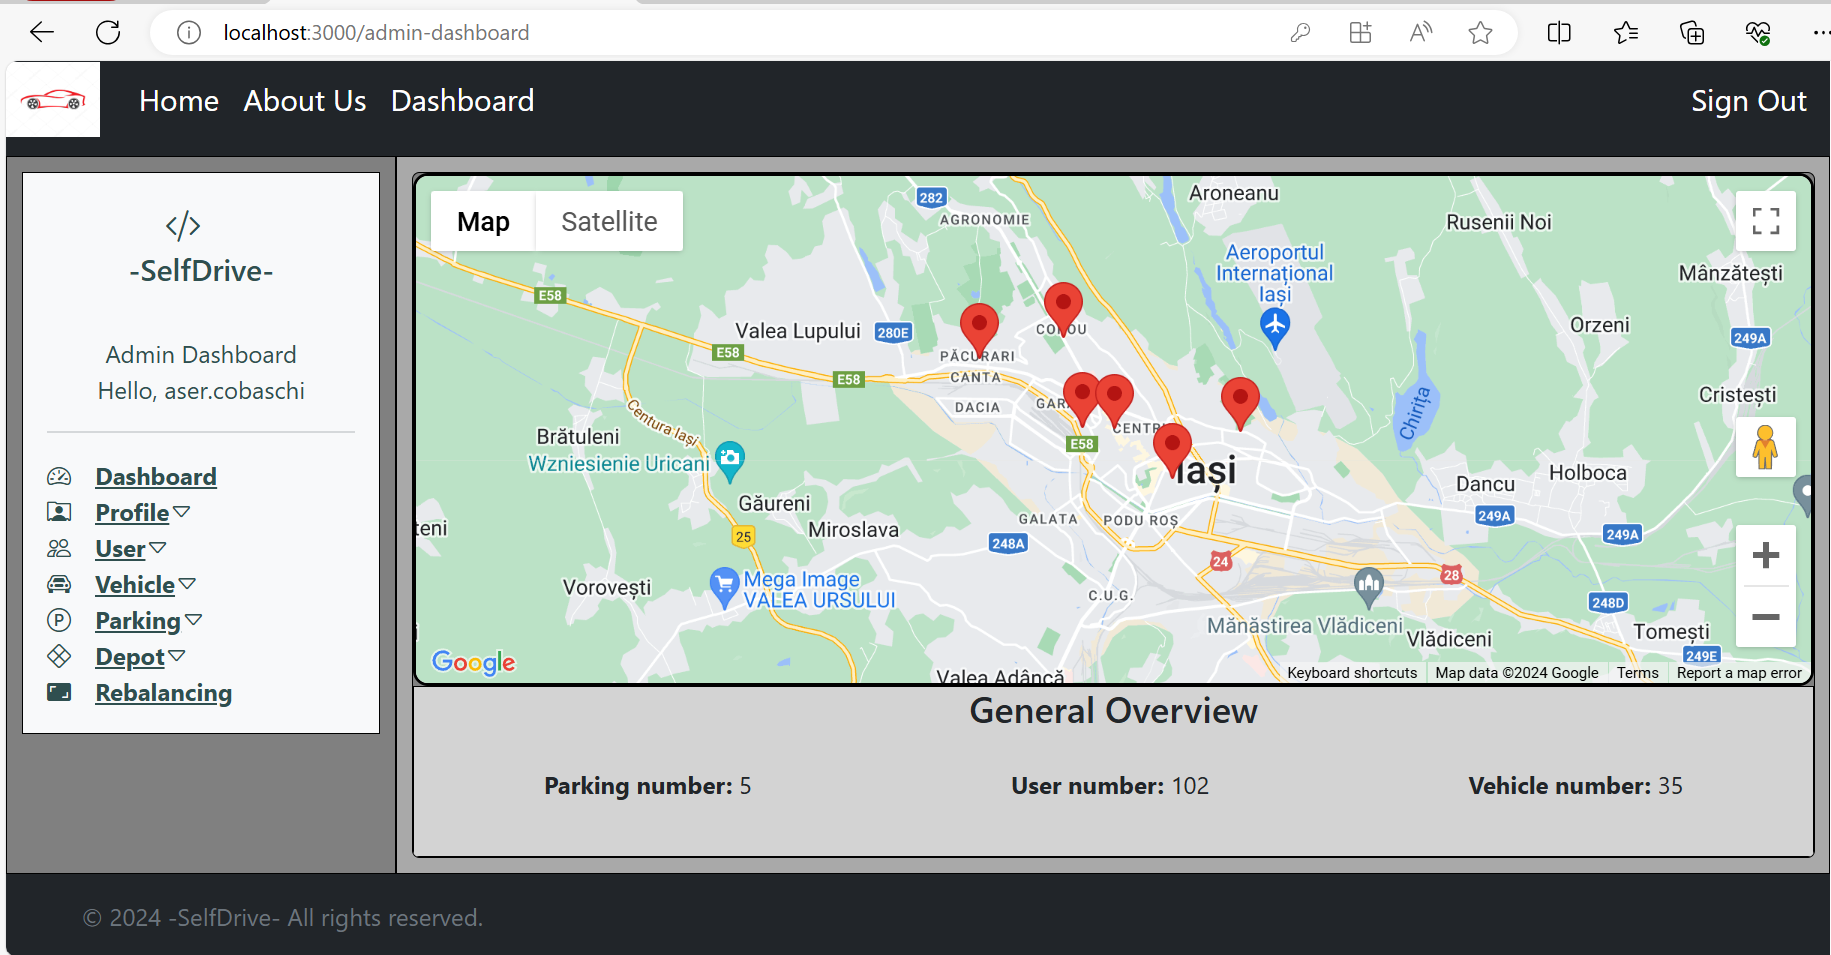 localhost:3000/admin-dashboard
Home About Us Dashboard Sign Out
</>
-SelfDrive-
Admin Dashboard
Hello, aser.cobaschi
Dashboard
Profile
User
Vehicle
Parking
Depot
Rebalancing
Map Satellite
282
AGRONOMIE
Aroneanu
Rusenii Noi
Aeroportul
Internațional
Iași
Mânzătești
E58
Valea Lupului
280E
COPOU
Orzeni
249A
E58
PĂCURARI
E58
CANTA
Cristești
DACIA
Chirița
Centura Iași
Brătuleni
E58
Wzniesienie Uricani
Iași
Holboca
Dancu
Găureni
249A
GALATA
PODU ROȘ
Miroslava
teni
25
248A
249A
24
28
Mega Image
VALEA URSULUI
Vorovești
C.U.G.
248D
Mănăstirea Vlădiceni
Vlădiceni
Tomești
249E
Google
Valea Adâncă
Keyboard shortcuts Map data ©2024 Google Terms Report a map error
General Overview
Parking number: 5 User number: 102 Vehicle number: 35
© 2024 -SelfDrive- All rights reserved.